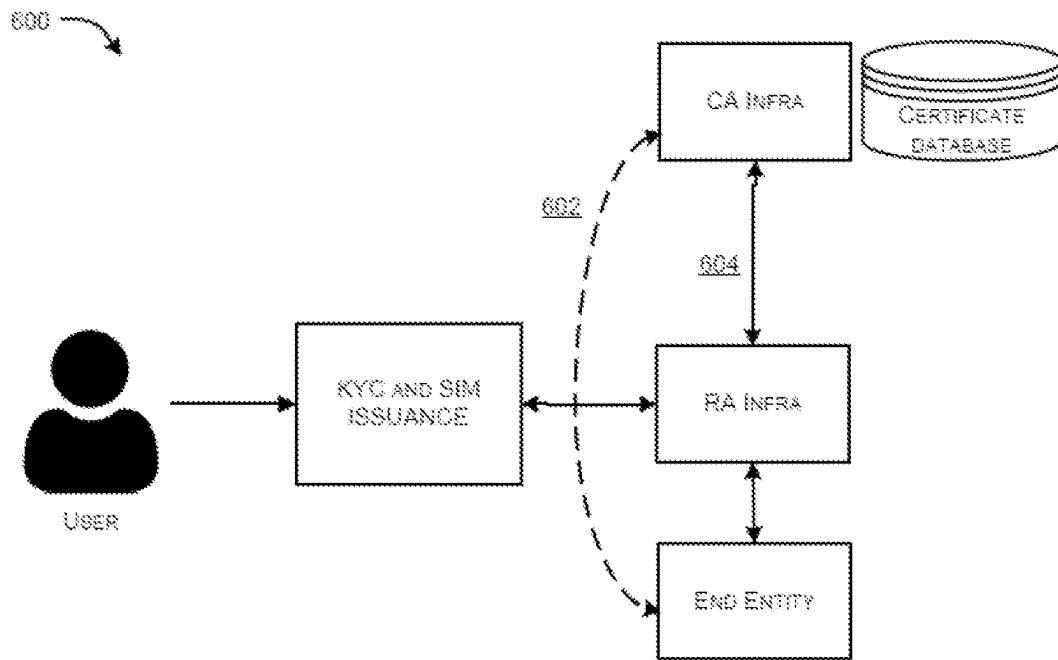 600
CA INFRA
CERTIFICATE
DATABASE
602
604
KYC AND SIM
ISSUANCE
RA INFRA
USER
END ENTITY